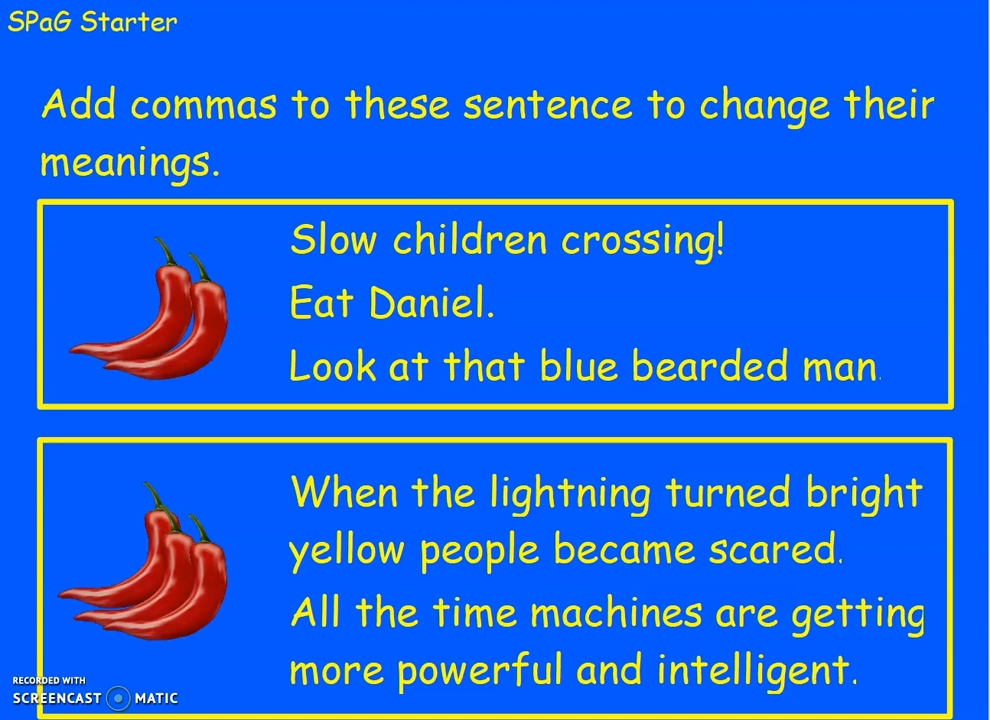 SPaG Starter
Add commas to these sentence to change their
meanings.
Slow children crossing!
Eat Daniel.
Look at that blue bearded man.
When the lightning turned bright
yellow people became scared.
All the time machines are getting
more powerful and intelligent.
RECORDED WITH
SCREENCAST MATIC